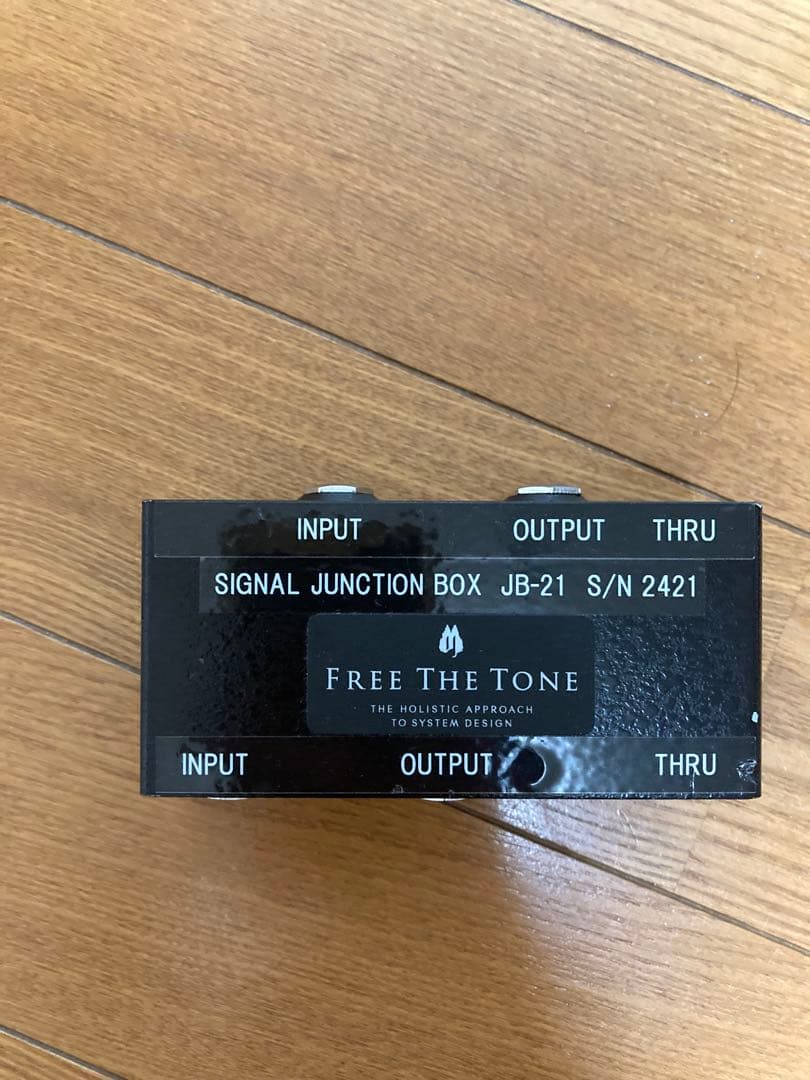 INPUT OUTPUT THRU
SIGNAL JUNCTION BOX JB-21 S/N 2421
FREE THE TONE
THE HOLISTIC APPROACH
TO SYSTEM DESIGN
INPUT OUTPUT THRU